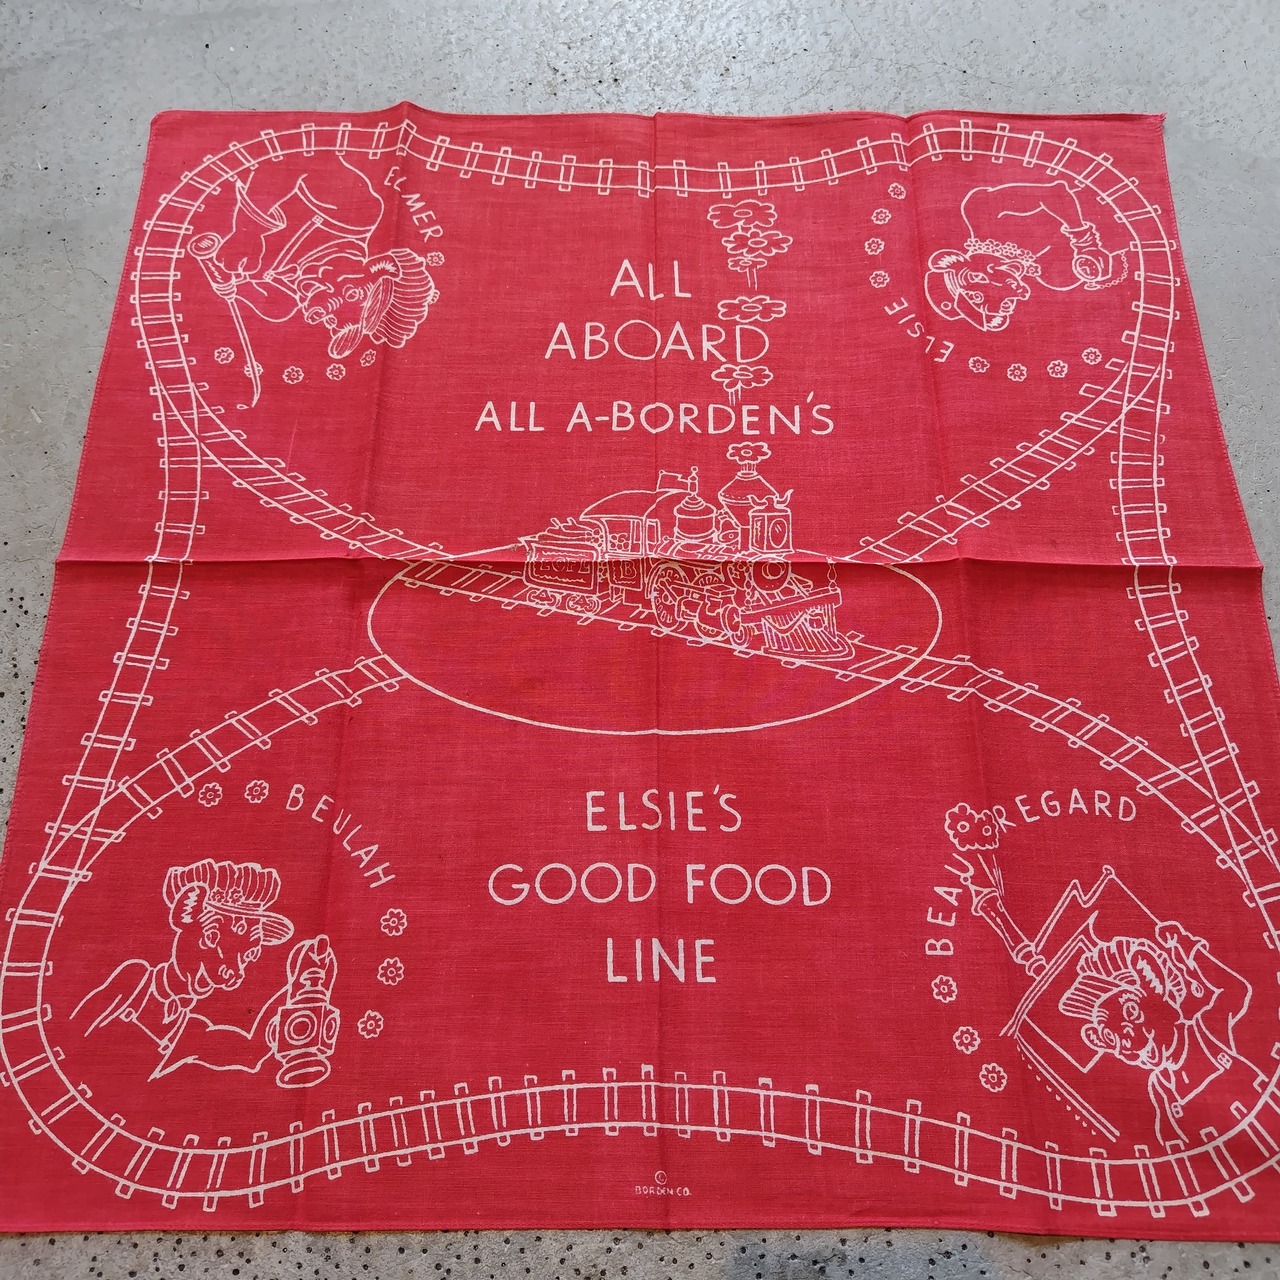 ELMER
ELSIE
ALL
ABOARD
ALL A-BORDEN'S
B
BEULAH
BEAUREGARD
ELSIE'S
GOOD FOOD
LINE
©
BORDEN CO.